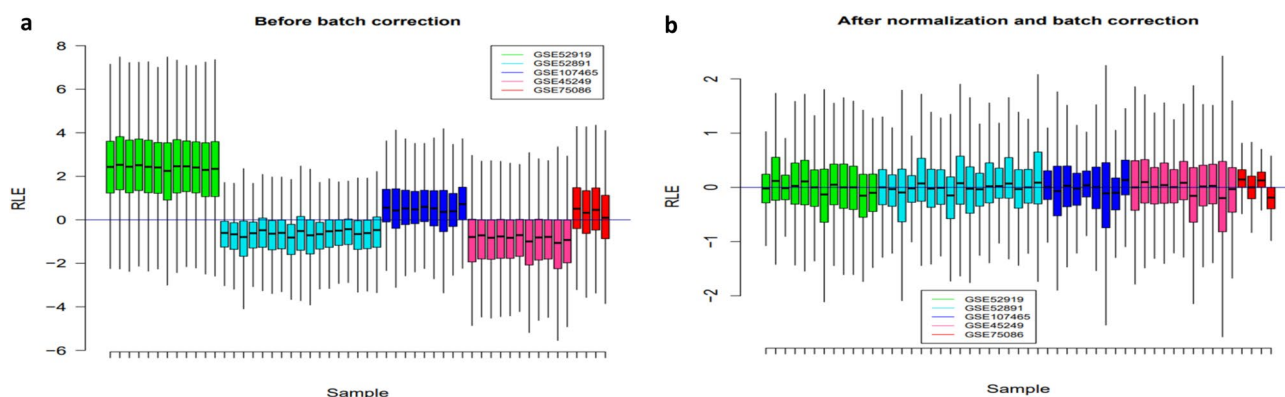 a
Before batch correction
RLE
8
6
4
2
0
−2
−4
−6
GSE52919
GSE52891
GSE107465
GSE45249
GSE75086
Sample
b
After normalization and batch correction
RLE
2
1
0
−1
−2
GSE52919
GSE52891
GSE107465
GSE45249
GSE75086
Sample